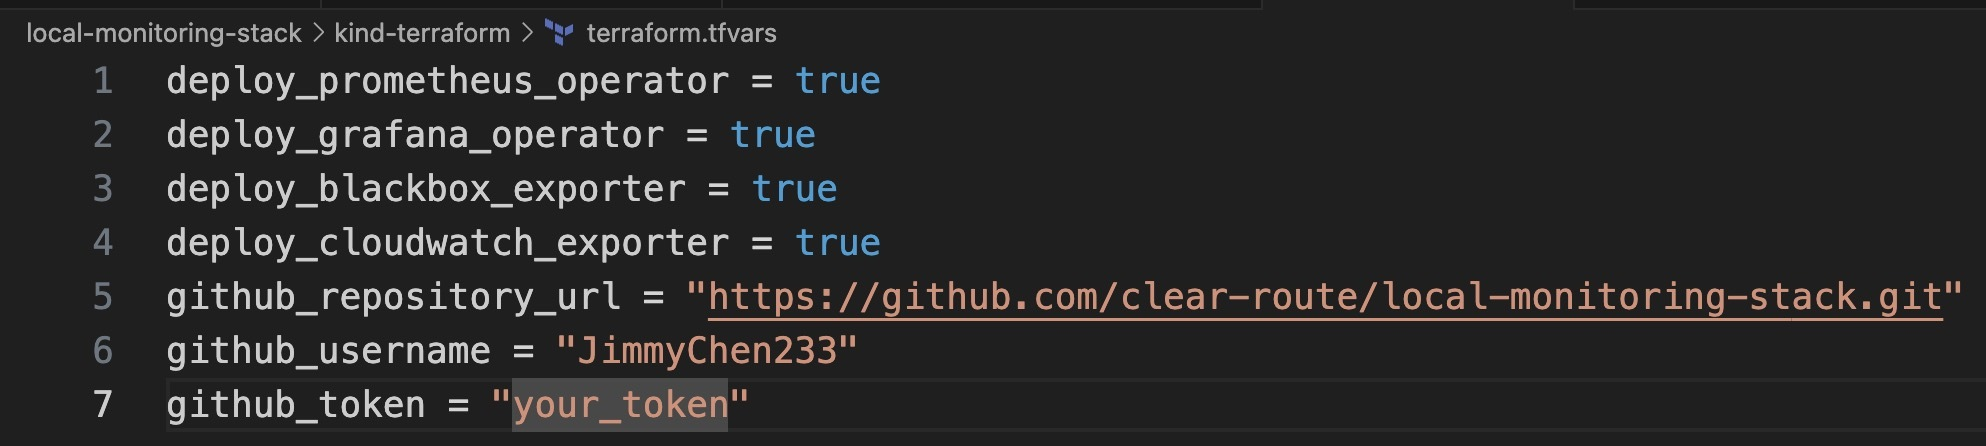 local-monitoring-stack > kind-terraform > terraform.tfvars
1 deploy_prometheus_operator = true
2 deploy_grafana_operator = true
3 deploy_blackbox_exporter = true
4 deploy_cloudwatch_exporter = true
5 github_repository_url = "https://github.com/clear-route/local-monitoring-stack.git"
6 github_username = "JimmyChen233"
7 github_token = "your_token"